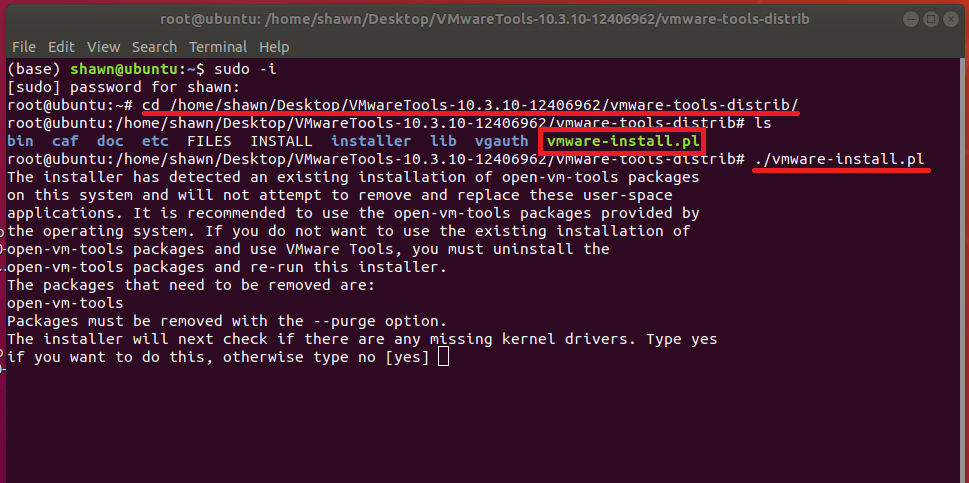 root@ubuntu: /home/shawn/Desktop/VMwareTools-10.3.10-12406962/vmware-tools-distrib
File Edit View Search Terminal Help
(base) shawn@ubuntu:~$ sudo -i
[sudo] password for shawn:
root@ubuntu:~# cd /home/shawn/Desktop/VMwareTools-10.3.10-12406962/vmware-tools-distrib/
root@ubuntu:/home/shawn/Desktop/VMwareTools-10.3.10-12406962/vmware-tools-distrib# ls
bin caf doc etc FILES INSTALL installer lib vgauth vmware-install.pl
root@ubuntu:/home/shawn/Desktop/VMwareTools-10.3.10-12406962/vmware-tools-distrib# ./vmware-install.pl
The installer has detected an existing installation of open-vm-tools packages
on this system and will not attempt to remove and replace these user-space
applications. It is recommended to use the open-vm-tools packages provided by
the operating system. If you do not want to use the existing installation of
open-vm-tools packages and use VMware Tools, you must uninstall the
open-vm-tools packages and re-run this installer.
The packages that need to be removed are:
open-vm-tools
Packages must be removed with the --purge option.
The installer will next check if there are any missing kernel drivers. Type yes
if you want to do this, otherwise type no [yes]